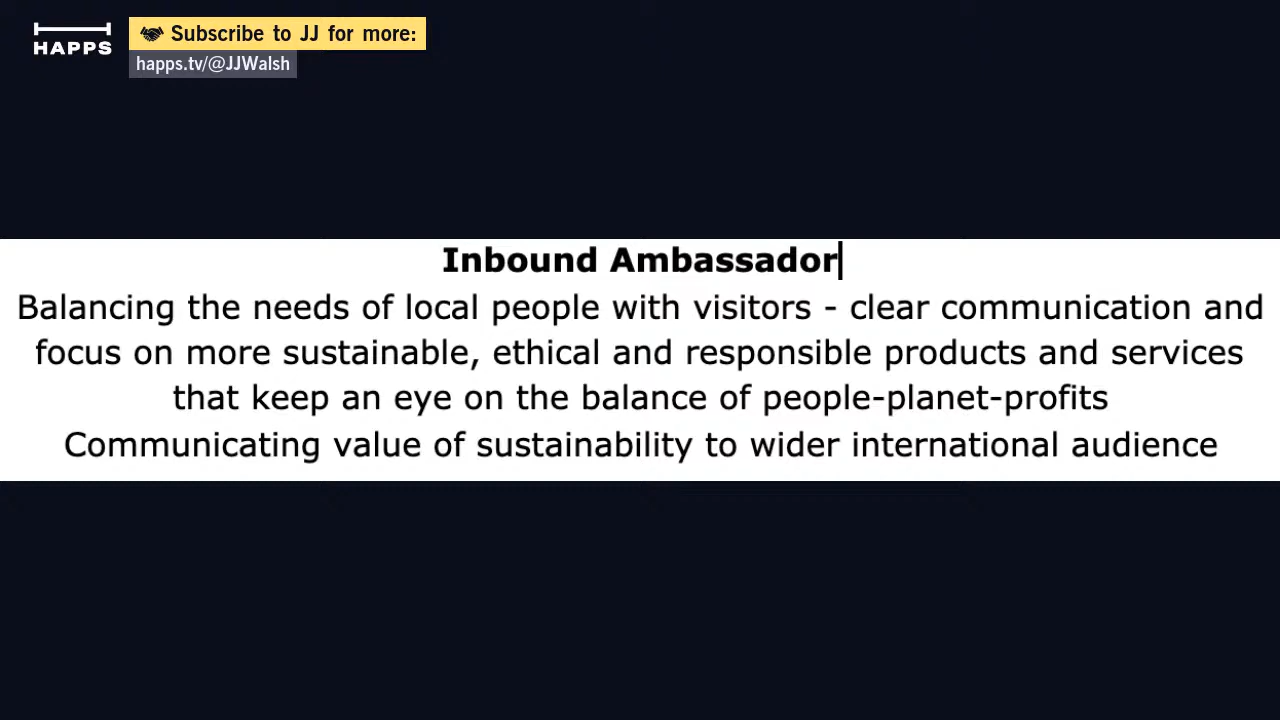 HAPPS
Subscribe to JJ for more:
happs.tv/@JJWalsh
Inbound Ambassador
Balancing the needs of local people with visitors - clear communication and
focus on more sustainable, ethical and responsible products and services
that keep an eye on the balance of people-planet-profits
Communicating value of sustainability to wider international audience